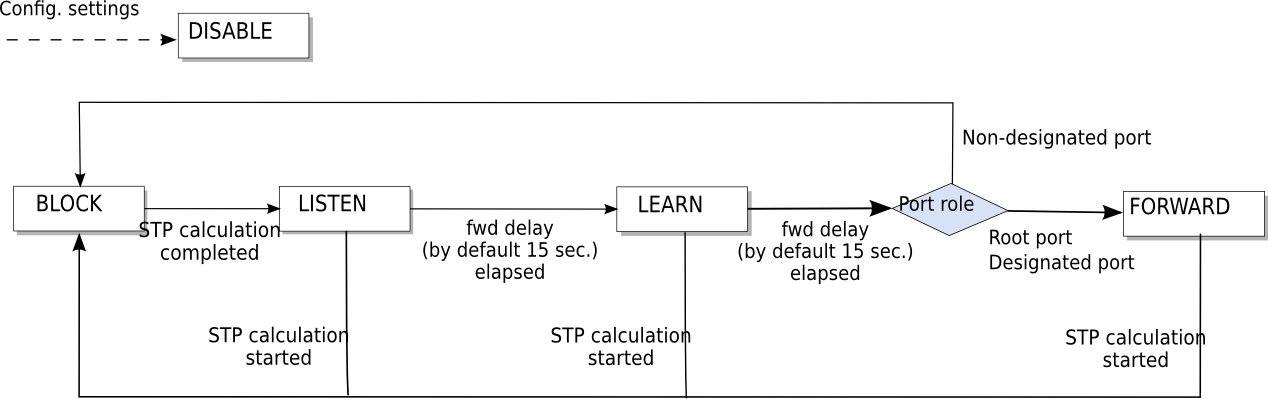 Config. settings
DISABLE
Non-designated port
BLOCK
LISTEN
LEARN
Port role
FORWARD
STP calculation
completed
fwd delay
(by default 15 sec.)
elapsed
fwd delay
(by default 15 sec.)
elapsed
Root port
Designated port
STP calculation
started
STP calculation
started
STP calculation
started